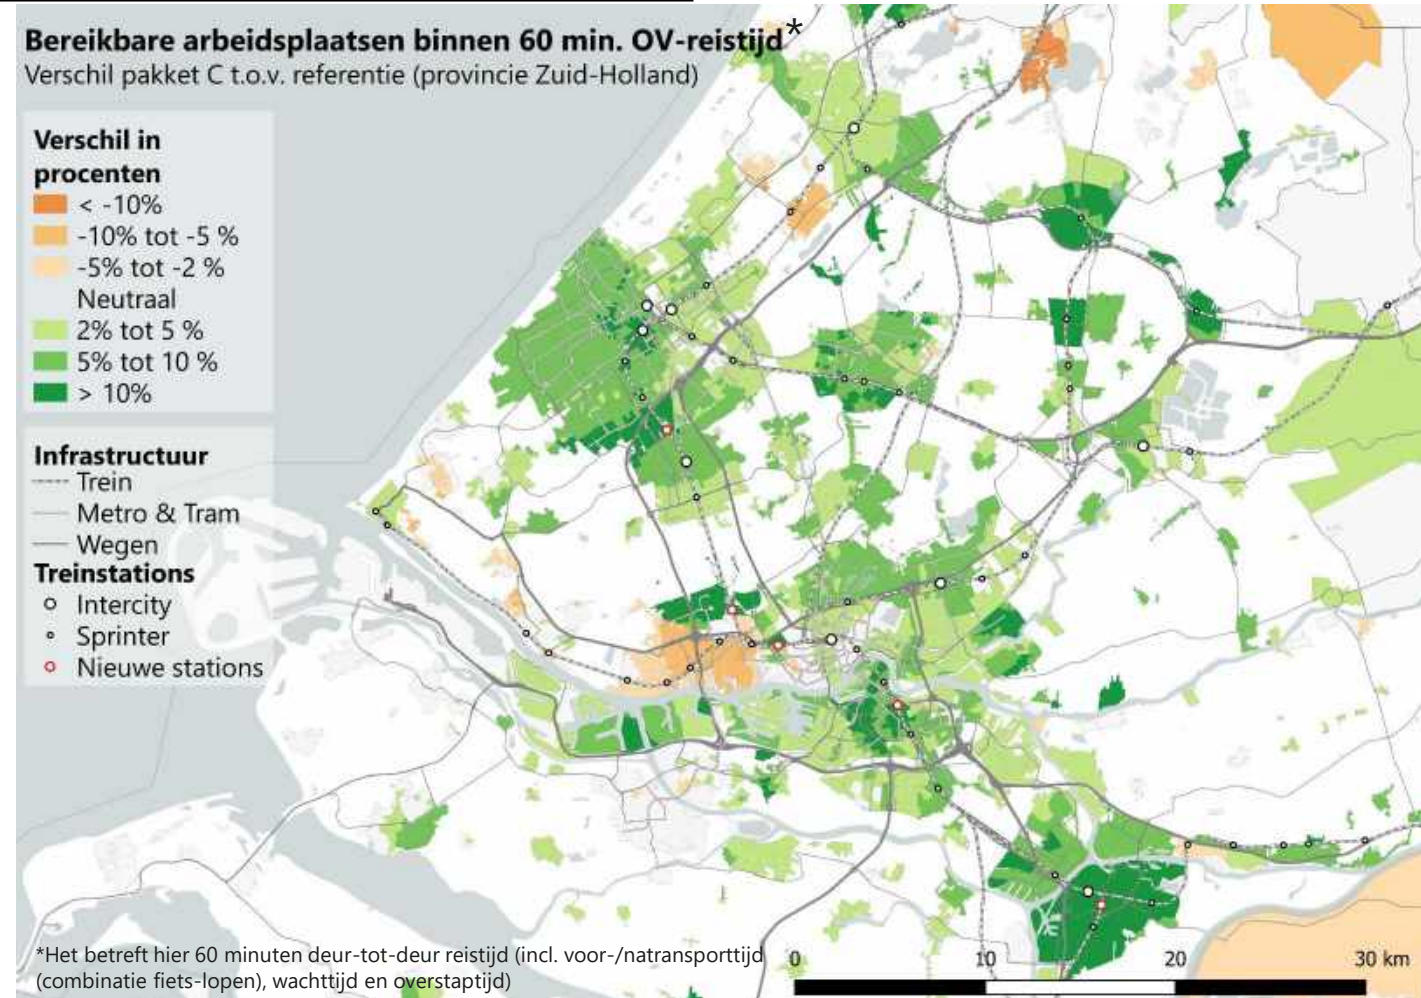 Bereikbare arbeidsplaatsen binnen 60 min. OV-reistijd*
Verschil pakket C t.o.v. referentie (provincie Zuid-Holland)
Verschil in
procenten
< -10%
-10% tot -5 %
-5% tot -2 %
Neutraal
2% tot 5 %
5% tot 10 %
> 10%
Infrastructuur
Trein
Metro & Tram
Wegen
Treinstations
Intercity
Sprinter
Nieuwe stations
*Het betreft hier 60 minuten deur-tot-deur reistijd (incl. voor-/natransporttijd
(combinatie fiets-lopen), wachttijd en overstaptijd)
0 10 20 30 km